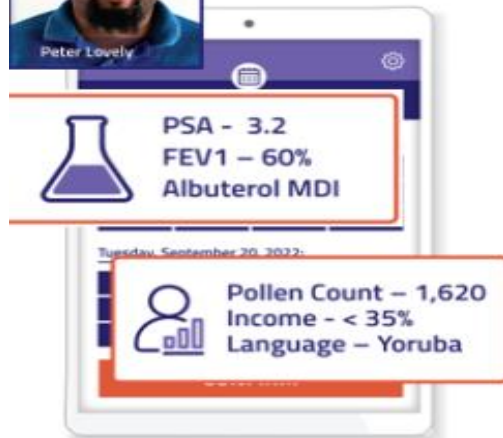 Peter Lovely
PSA - 3.2
FEV1 – 60%
Albuterol MDI
Tuesday, September 20, 2022:
Pollen Count – 1,620
Income - < 35%
Language – Yoruba